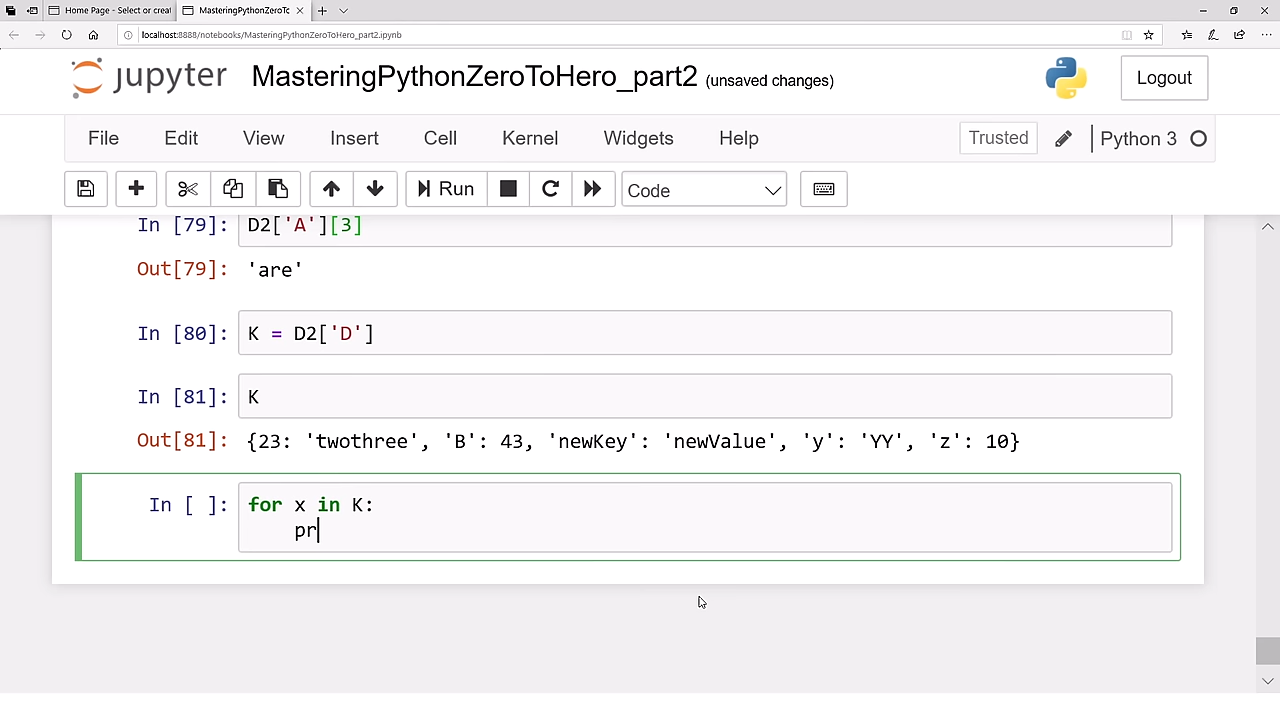 Home Page - Select or creat
MasteringPythonZeroTo
localhost:8888/notebooks/MasteringPythonZeroToHero_part2.ipynb
jupyter MasteringPythonZeroToHero_part2 (unsaved changes) Logout
File Edit View Insert Cell Kernel Widgets Help Trusted Python 3
Run Code
In [79]: D2['A'][3]
Out[79]: 'are'
In [80]: K = D2['D']
In [81]: K
Out[81]: {23: 'twothree', 'B': 43, 'newKey': 'newValue', 'y': 'YY', 'z': 10}
In [ ]: for x in K:
pr